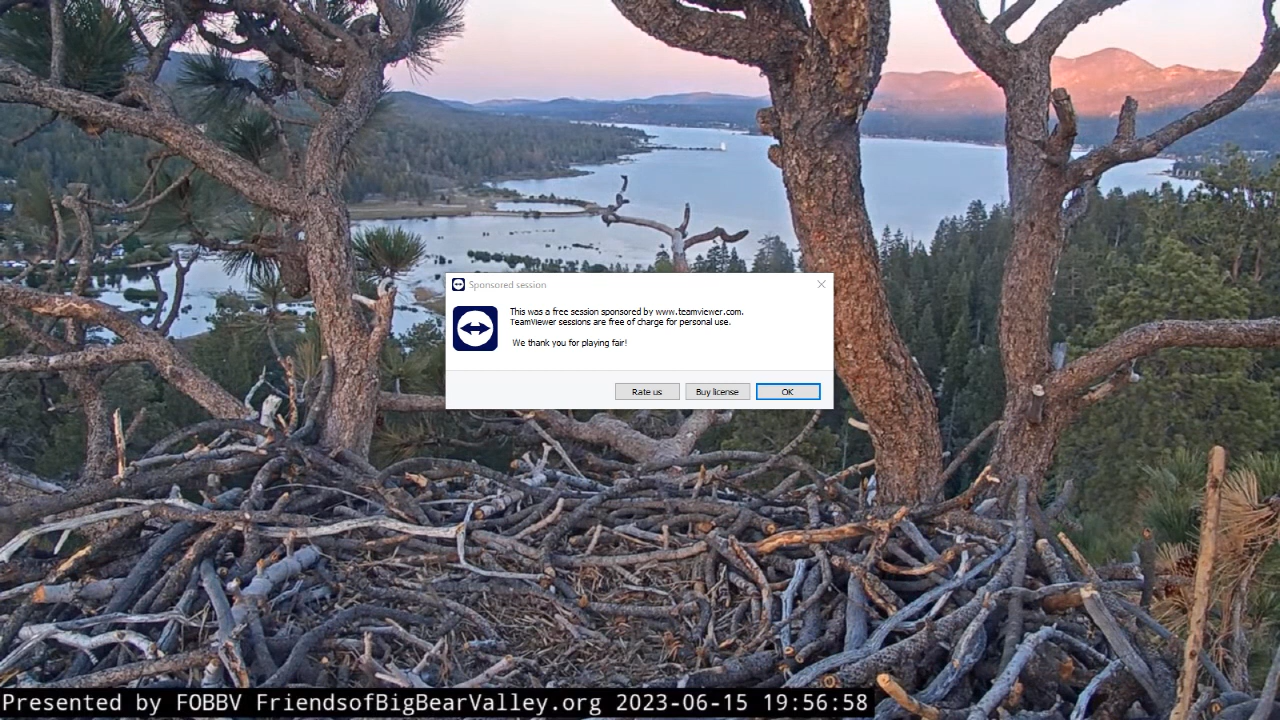 Sponsored session
This was a free session sponsored by www.teamviewer.com.
TeamViewer sessions are free of charge for personal use.
We thank you for playing fair!
Rate us
Buy license
OK
Presented by FOBBV FriendsofBigBearValley.org 2023-06-15 19:56:58